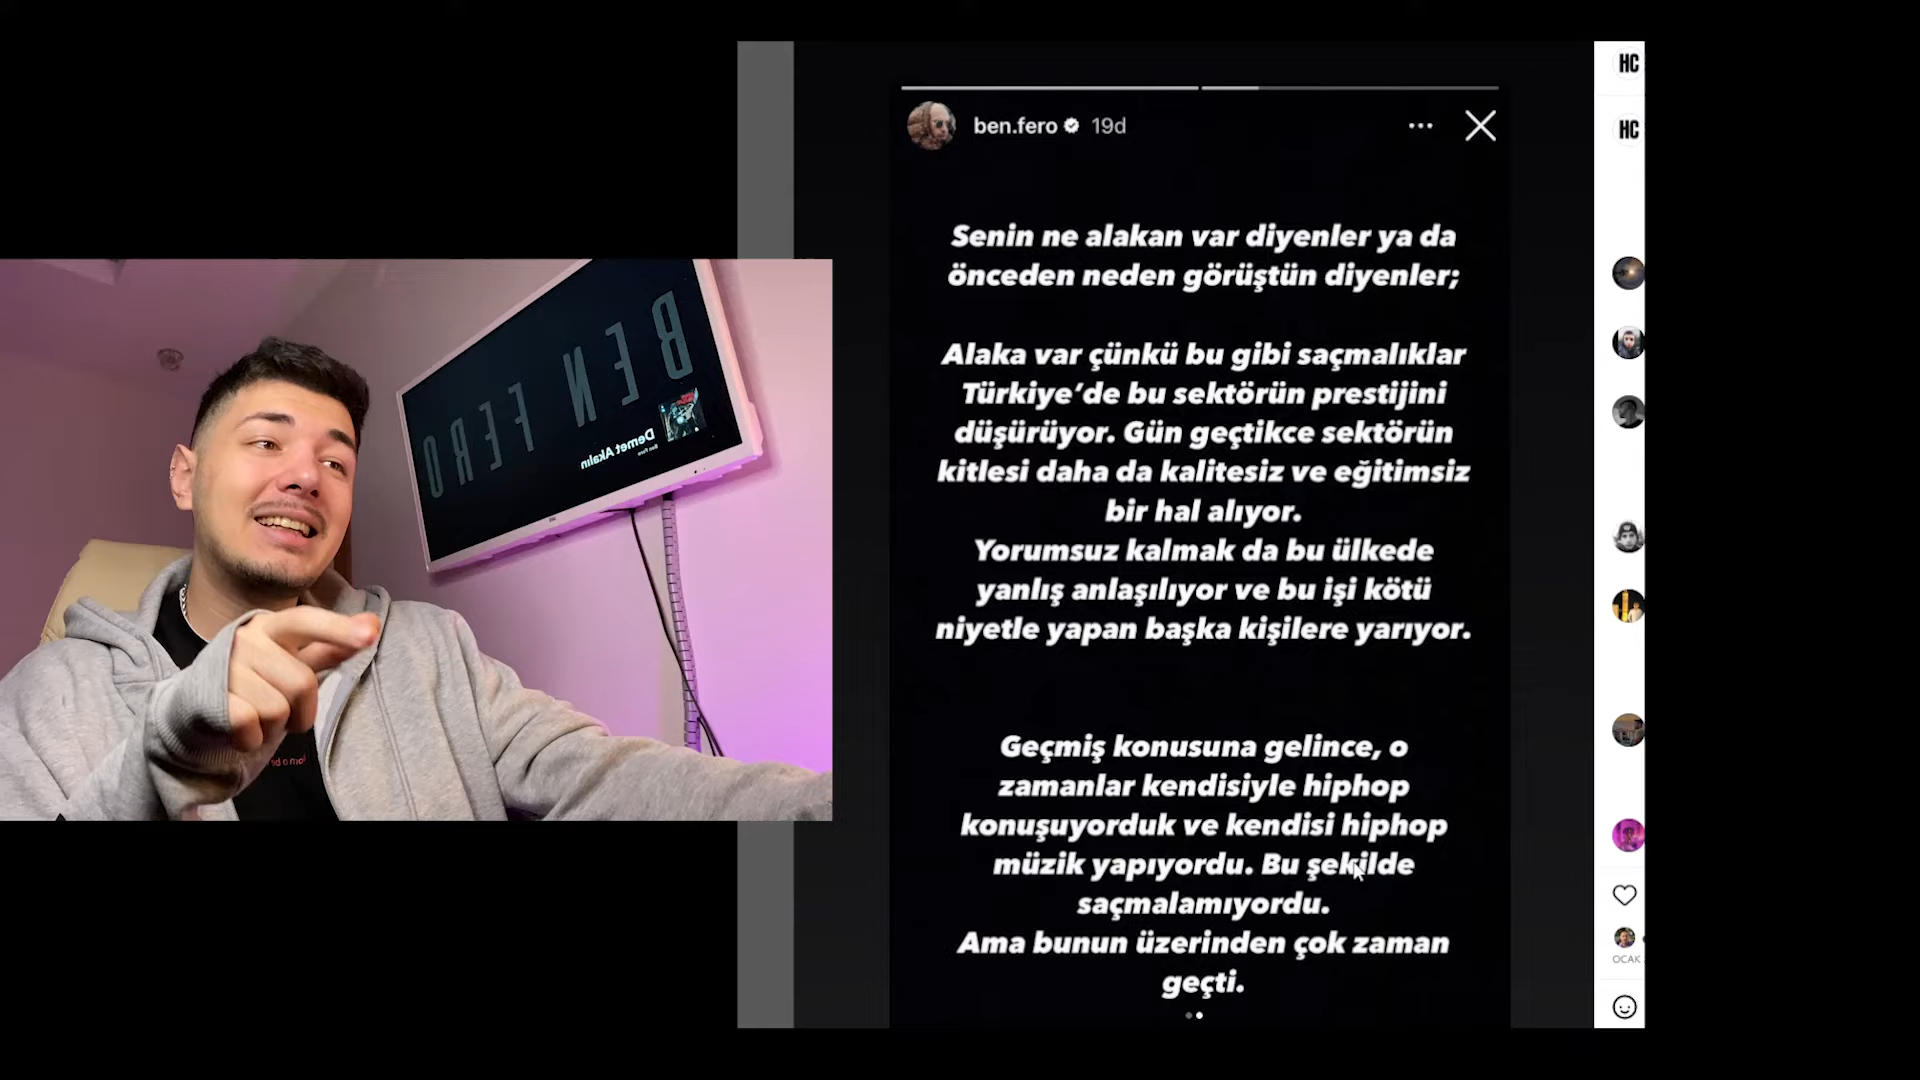 HC
ben.fero 19d
HC
Senin ne alakan var diyenler ya da
önceden neden görüştün diyenler;
Alaka var çünkü bu gibi saçmalıklar
Türkiye'de bu sektörün prestijini
düşürüyor. Gün geçtikce sektörün
kitlesi daha da kalitesiz ve eğitimsiz
bir hal alıyor.
Yorumsuz kalmak da bu ülkede
yanlış anlaşılıyor ve bu işi kötü
niyetle yapan başka kişilere yarıyor.
Geçmiş konusuna gelince, o
zamanlar kendisiyle hiphop
konuşuyorduk ve kendisi hiphop
müzik yapıyordu. Bu şekilde
saçmalamıyordu.
Ama bunun üzerinden çok zaman
geçti.
OCAK
BEN FERO
Demet Akalın
Ben Fero